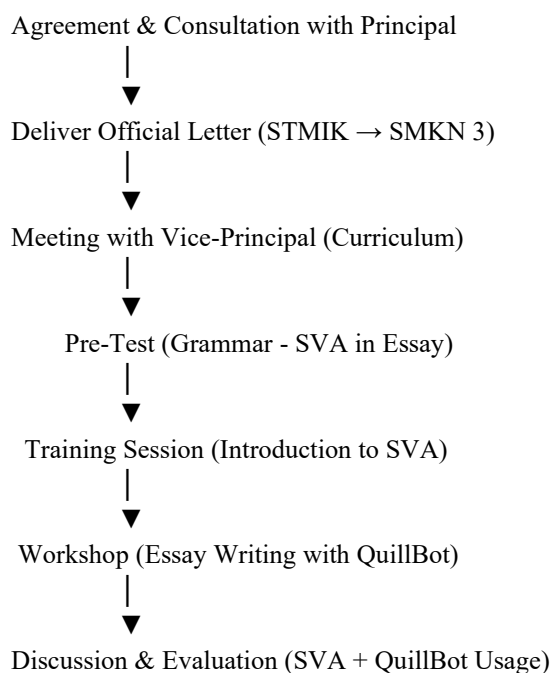 Agreement & Consultation with Principal
Deliver Official Letter (STMIK → SMKN 3)
Meeting with Vice-Principal (Curriculum)
Pre-Test (Grammar - SVA in Essay)
Training Session (Introduction to SVA)
Workshop (Essay Writing with QuillBot)
Discussion & Evaluation (SVA + QuillBot Usage)